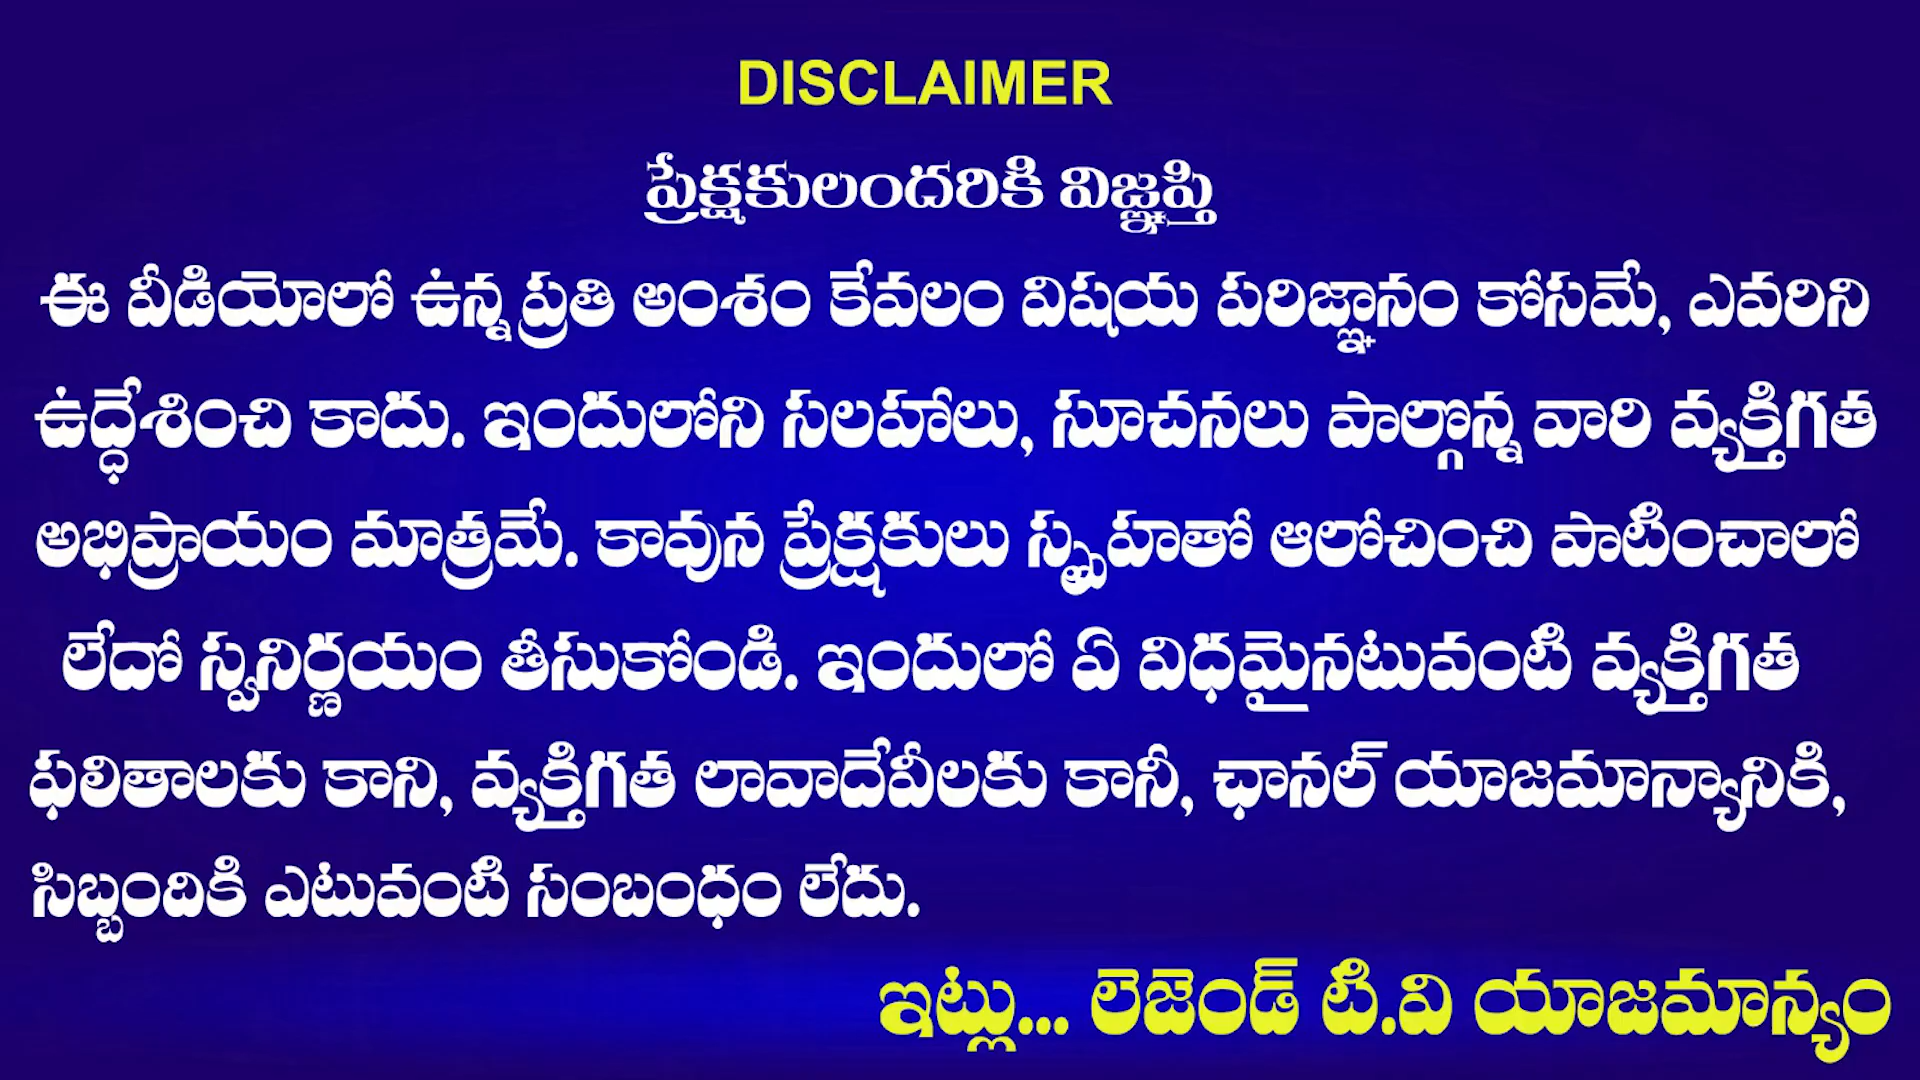 DISCLAIMER
ప్రేక్షకులందరికి విజ్ఞప్తి
ఈ వీడియోలో ఉన్న ప్రతి అంశం కేవలం విషయ పరిజ్ఞానం కోసమే, ఎవరిని
ఉద్ధేశించి కాదు. ఇందులోని సలహాలు, సూచనలు పాల్గొన్న వారి వ్యక్తిగత
అభిప్రాయం మాత్రమే. కావున ప్రేక్షకులు స్పృహతో ఆలోచించి పాటించాలో
లేదో స్వనిర్ణయం తీసుకోండి. ఇందులో ఏ విధమైనటువంటి వ్యక్తిగత
ఫలితాలకు కాని, వ్యక్తిగత లావాదేవీలకు కానీ, ఛానల్ యాజమాన్యానికి,
సిబ్బందికి ఎటువంటి సంబంధం లేదు.
ఇట్లు... లెజెండ్ టి.వి యాజమాన్యం